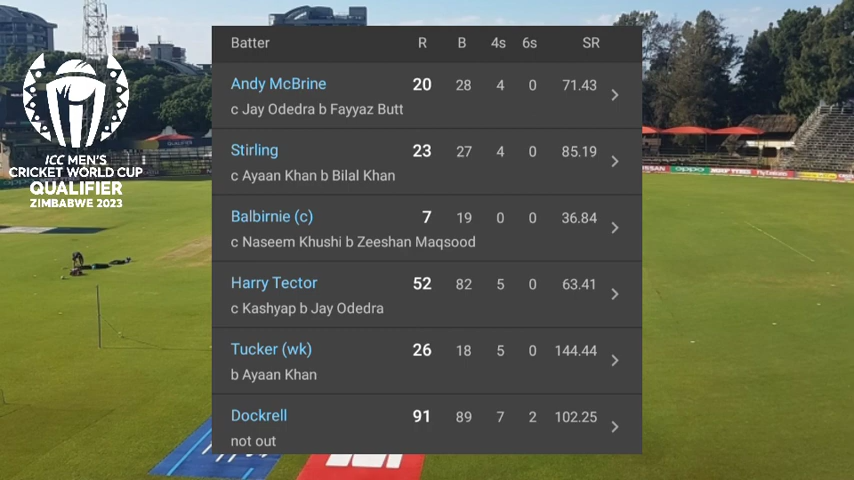 ICC MEN'S
CRICKET WORLD CUP
QUALIFIER
ZIMBABWE 2023
Batter R B 4s 6s SR
Andy McBrine 20 28 4 0 71.43
c Jay Odedra b Fayyaz Butt
Stirling 23 27 4 0 85.19
c Ayaan Khan b Bilal Khan
Balbirnie (c) 7 19 0 0 36.84
c Naseem Khushi b Zeeshan Maqsood
Harry Tector 52 82 5 0 63.41
c Kashyap b Jay Odedra
Tucker (wk) 26 18 5 0 144.44
b Ayaan Khan
Dockrell 91 89 7 2 102.25
not out